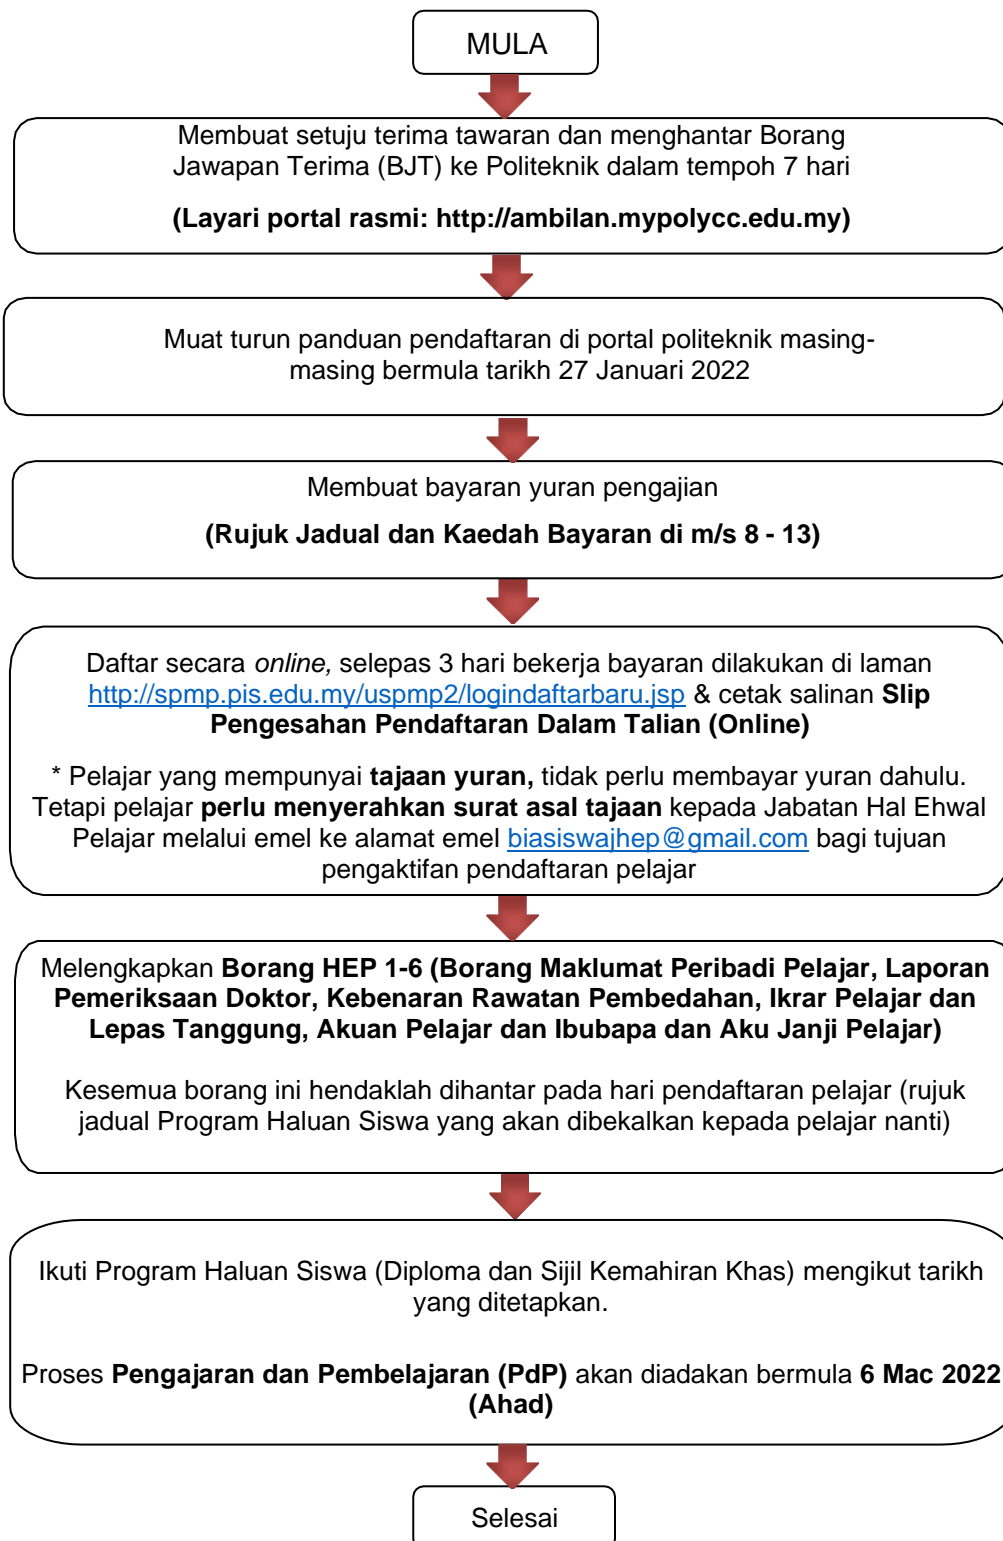 MULA
Membuat setuju terima tawaran dan menghantar Borang
Jawapan Terima (BJT) ke Politeknik dalam tempoh 7 hari
(Layari portal rasmi: http://ambilan.mypolycc.edu.my)
Muat turun panduan pendaftaran di portal politeknik masing-
masing bermula tarikh 27 Januari 2022
Membuat bayaran yuran pengajian
(Rujuk Jadual dan Kaedah Bayaran di m/s 8 - 13)
Daftar secara online, selepas 3 hari bekerja bayaran dilakukan di laman
http://spmp.pis.edu.my/uspmp2/logindaftarbaru.jsp & cetak salinan Slip
Pengesahan Pendaftaran Dalam Talian (Online)
* Pelajar yang mempunyai tajaan yuran, tidak perlu membayar yuran dahulu.
Tetapi pelajar perlu menyerahkan surat asal tajaan kepada Jabatan Hal Ehwal
Pelajar melalui emel ke alamat emel biasiswajhep@gmail.com bagi tujuan
pengaktifan pendaftaran pelajar
Melengkapkan Borang HEP 1-6 (Borang Maklumat Peribadi Pelajar, Laporan
Pemeriksaan Doktor, Kebenaran Rawatan Pembedahan, Ikrar Pelajar dan
Lepas Tanggung, Akuan Pelajar dan Ibubapa dan Aku Janji Pelajar)
Kesemua borang ini hendaklah dihantar pada hari pendaftaran pelajar (rujuk
jadual Program Haluan Siswa yang akan dibekalkan kepada pelajar nanti)
Ikuti Program Haluan Siswa (Diploma dan Sijil Kemahiran Khas) mengikut tarikh
yang ditetapkan.
Proses Pengajaran dan Pembelajaran (PdP) akan diadakan bermula 6 Mac 2022
(Ahad)
Selesai